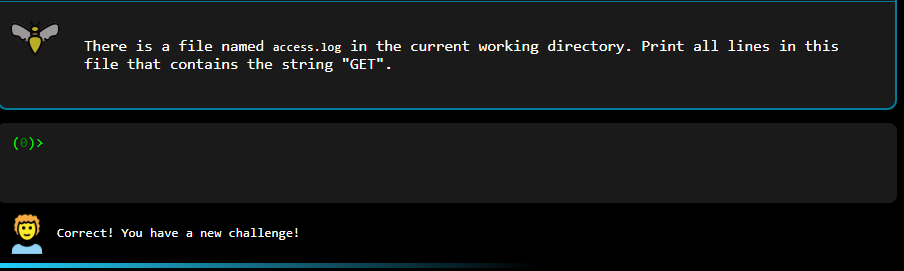 There is a file named access.log in the current working directory. Print all lines in this
file that contains the string "GET".
(0)>
Correct! You have a new challenge!